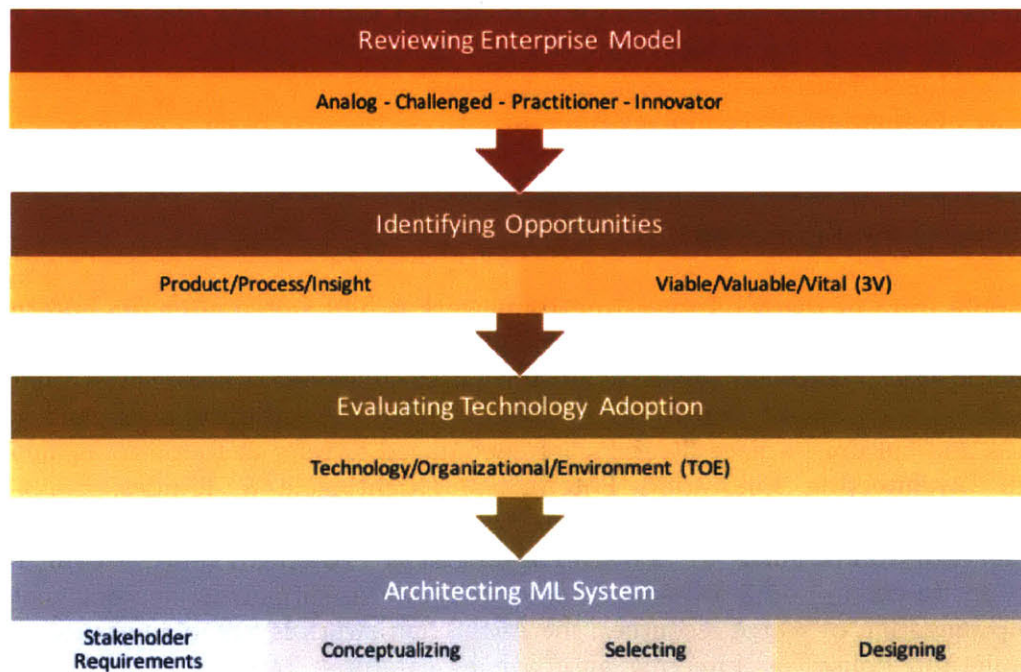 Reviewing Enterprise Model
Analog - Challenged - Practitioner - Innovator
Identifying Opportunities
Product/Process/Insight
Viable/Valuable/Vital (3V)
Evaluating Technology Adoption
Technology/Organizational/Environment (TOE)
Architecting ML System
Stakeholder
Requirements
Conceptualizing
Selecting
Designing